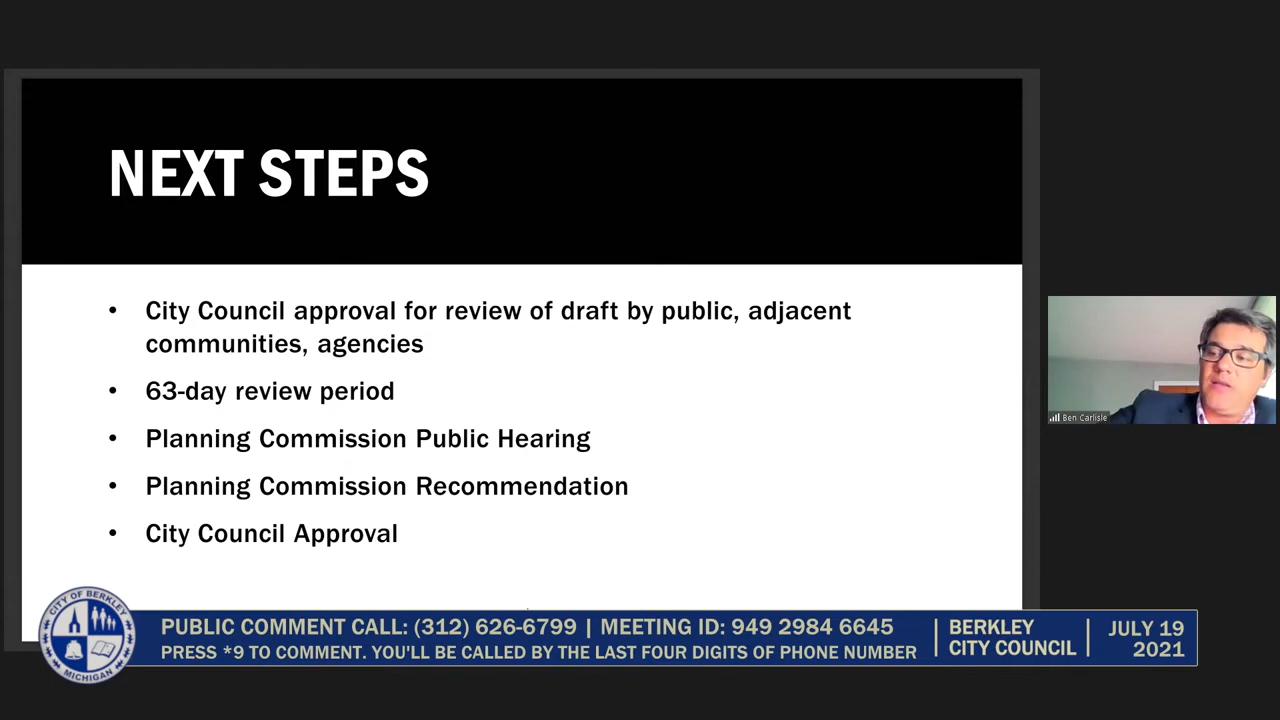 NEXT STEPS
• City Council approval for review of draft by public, adjacent
communities, agencies
• 63-day review period
• Planning Commission Public Hearing
• Planning Commission Recommendation
• City Council Approval
Ben Carlisle
CITY OF BERKLEY
MICHIGAN
PUBLIC COMMENT CALL: (312) 626-6799 | MEETING ID: 949 2984 6645
PRESS *9 TO COMMENT. YOU'LL BE CALLED BY THE LAST FOUR DIGITS OF PHONE NUMBER
BERKLEY
CITY COUNCIL
JULY 19
2021